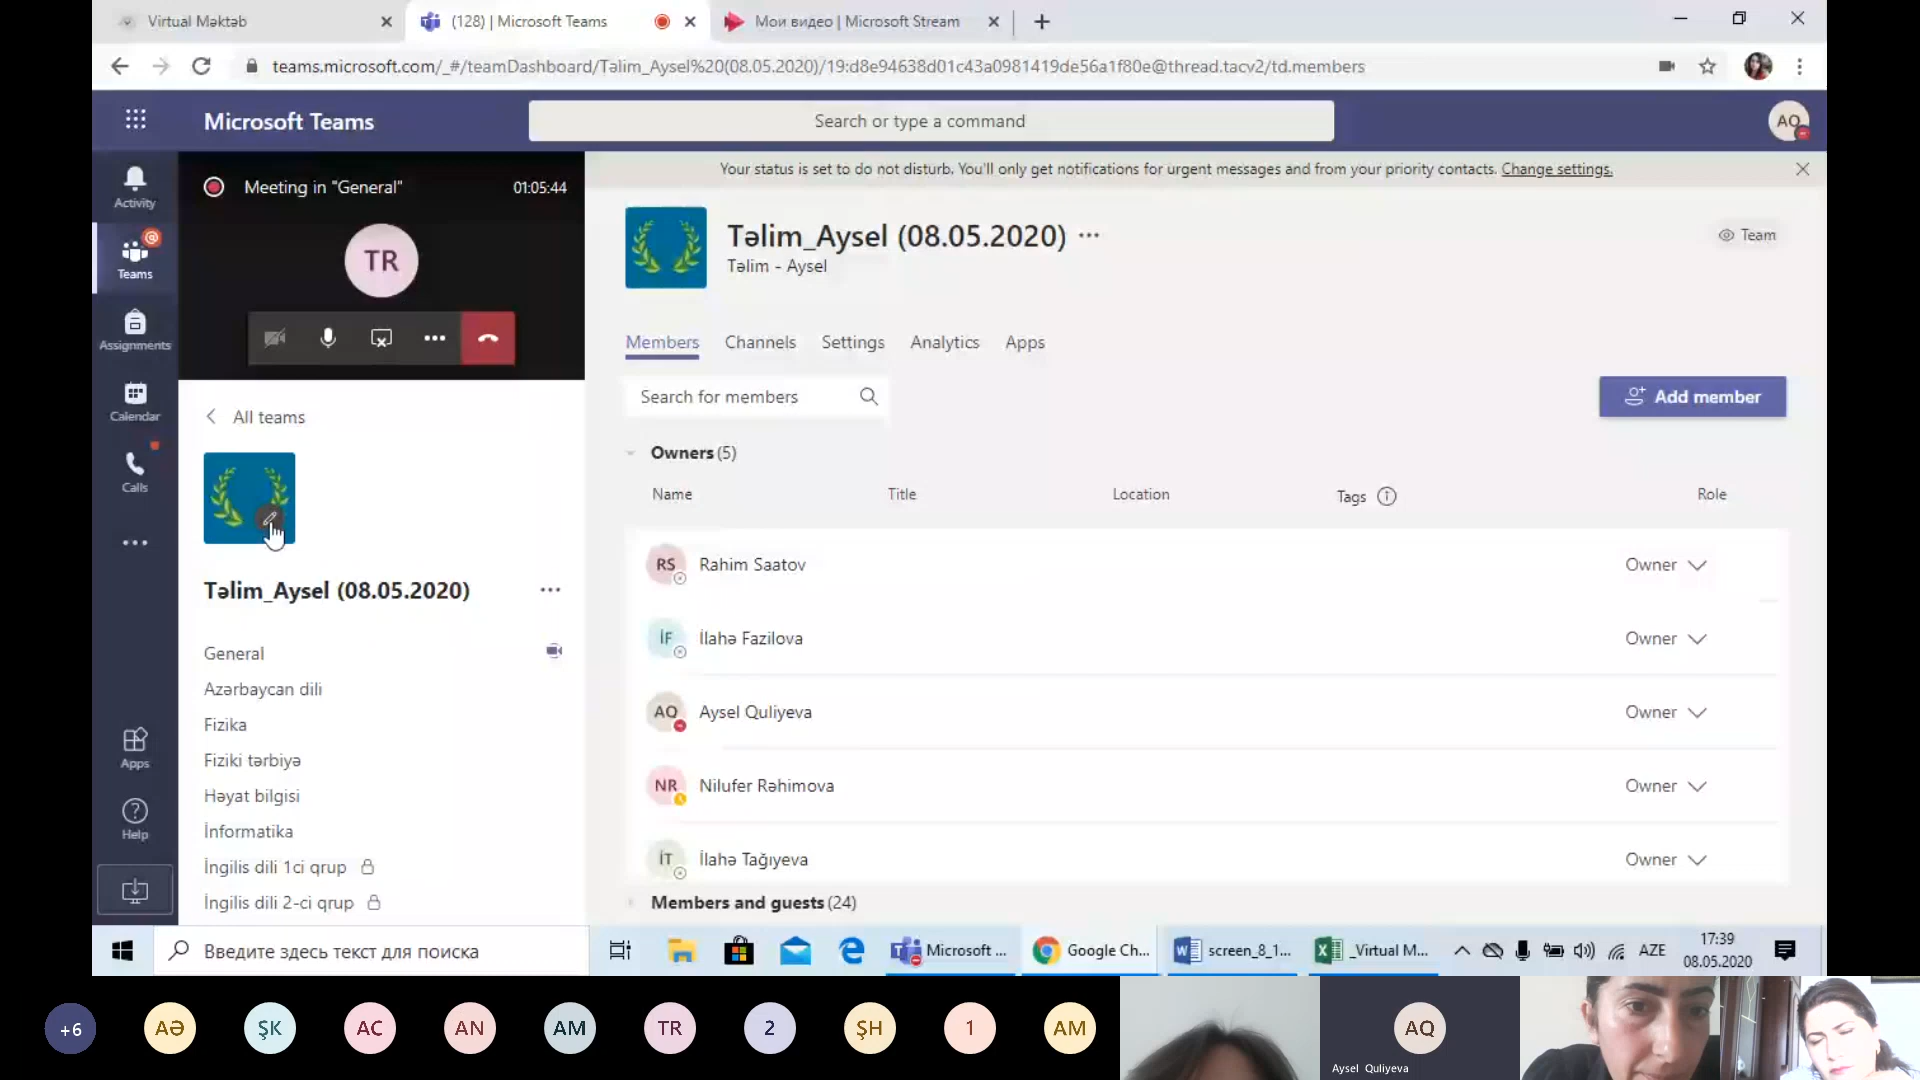 Virtual Məktəb
(128) | Microsoft Teams
Мои видео | Microsoft Stream
teams.microsoft.com/_#/teamDashboard/Təlim_Aysel%20(08.05.2020)/19:d8e94638d01c43a0981419de56a1f80e@thread.tacv2/td.members
Microsoft Teams
Search or type a command
AQ
Your status is set to do not disturb. You'll only get notifications for urgent messages and from your priority contacts. Change settings.
Activity
Teams
Assignments
Calendar
Calls
Apps
Help
Meeting in "General"
01:05:44
TR
All teams
Təlim_Aysel (08.05.2020)
General
Azərbaycan dili
Fizika
Fiziki tərbiyə
Həyat bilgisi
İnformatika
İngilis dili 1ci qrup
İngilis dili 2-ci qrup
Təlim_Aysel (08.05.2020)
Təlim - Aysel
Team
Members Channels Settings Analytics Apps
Search for members
Add member
Owners (5)
Name Title Location Tags Role
RS Rahim Saatov Owner
İF İlahə Fazilova Owner
AQ Aysel Quliyeva Owner
NR Nilufer Rəhimova Owner
İT İlahə Tağıyeva Owner
Members and guests (24)
Введите здесь текст для поиска
Microsoft ...
Google Ch...
screen_8_1...
_Virtual M...
AZE
17:39
08.05.2020
+6 AƏ ŞK AC AN AM TR 2 ŞH 1 AM
AQ
Aysel Quliyeva